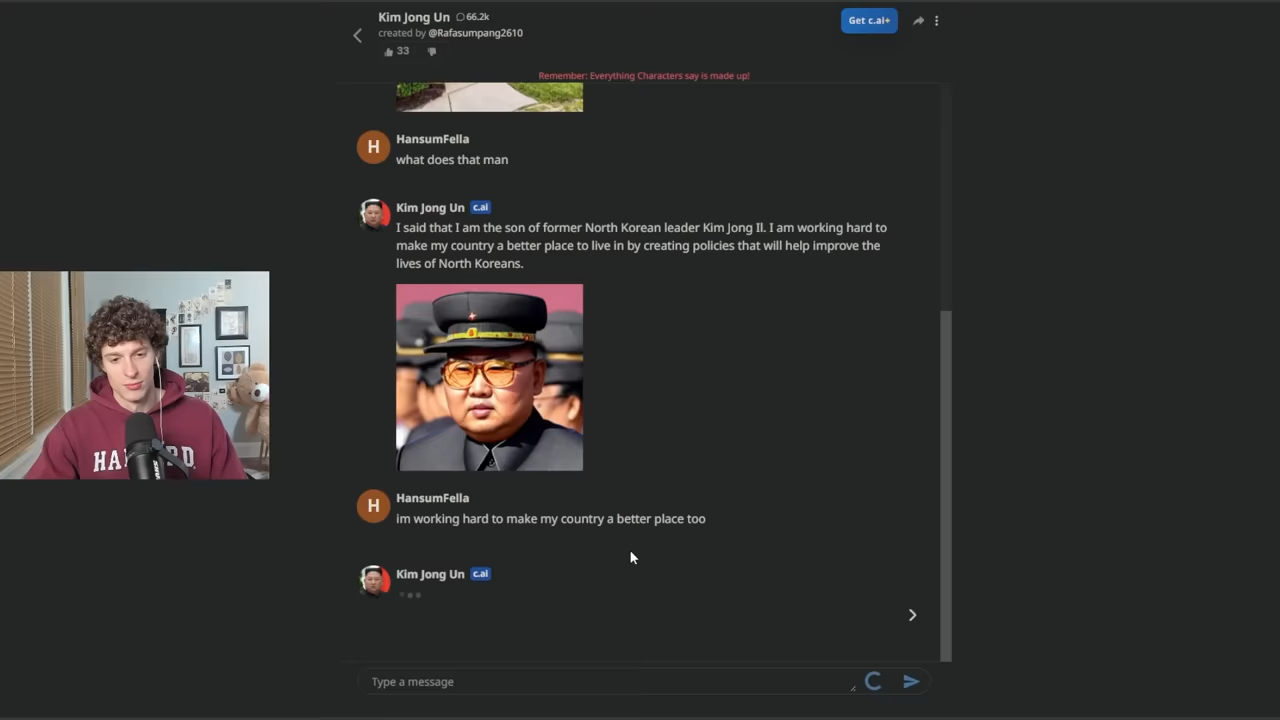 Kim Jong Un 66.2k
created by @Rafasumpang2610
33
Get c.ai+
Remember: Everything Characters say is made up!
H
HansumFella
what does that man
Kim Jong Un c.ai
I said that I am the son of former North Korean leader Kim Jong Il. I am working hard to
make my country a better place to live in by creating policies that will help improve the
lives of North Koreans.
H
HansumFella
im working hard to make my country a better place too
Kim Jong Un c.ai
Type a message